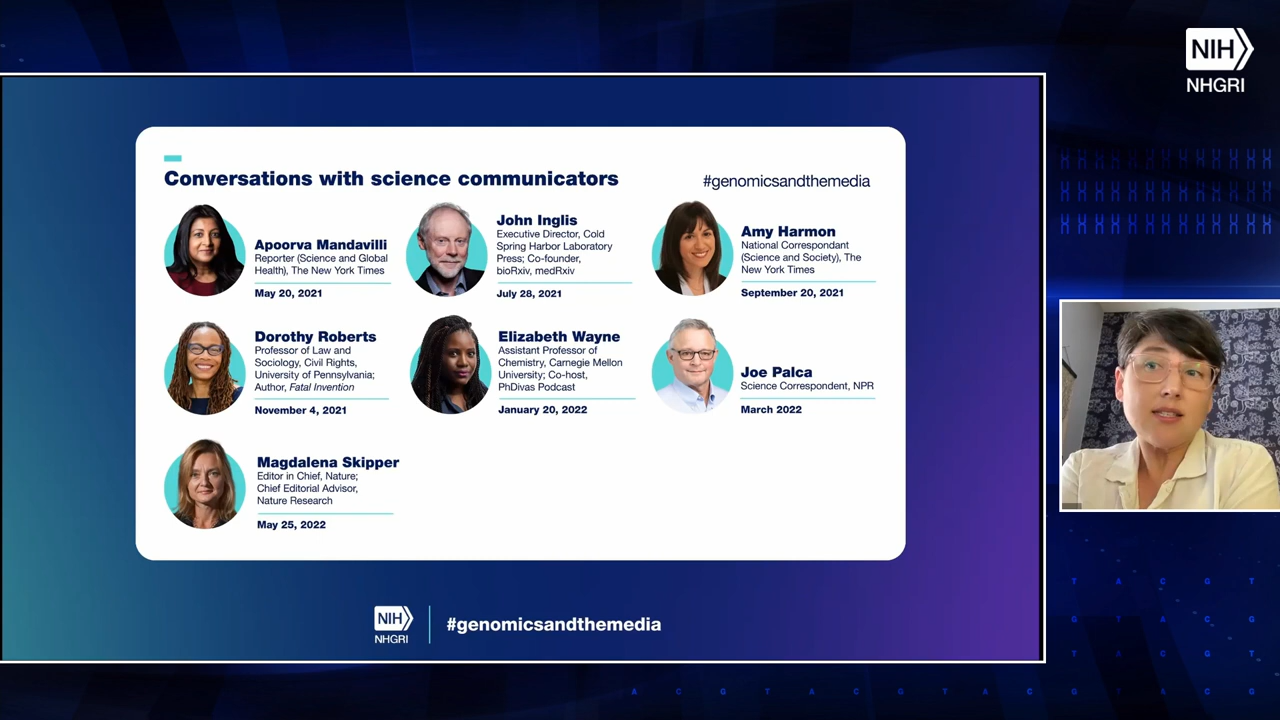 NIH
NHGRI
Conversations with science communicators
#genomicsandthemedia
Apoorva Mandavilli
Reporter (Science and Global
Health), The New York Times
May 20, 2021
John Inglis
Executive Director, Cold
Spring Harbor Laboratory
Press; Co-founder,
bioRxiv, medRxiv
July 28, 2021
Amy Harmon
National Correspondant
(Science and Society), The
New York Times
September 20, 2021
Dorothy Roberts
Professor of Law and
Sociology, Civil Rights,
University of Pennsylvania;
Author, Fatal Invention
November 4, 2021
Elizabeth Wayne
Assistant Professor of
Chemistry, Carnegie Mellon
University; Co-host,
PhDivas Podcast
January 20, 2022
Joe Palca
Science Correspondent, NPR
March 2022
Magdalena Skipper
Editor in Chief, Nature;
Chief Editorial Advisor,
Nature Research
May 25, 2022
NIH
NHGRI
#genomicsandthemedia
T A C G T
G T A C G
T A C G T
A C G T A C G T A C G T A C G T